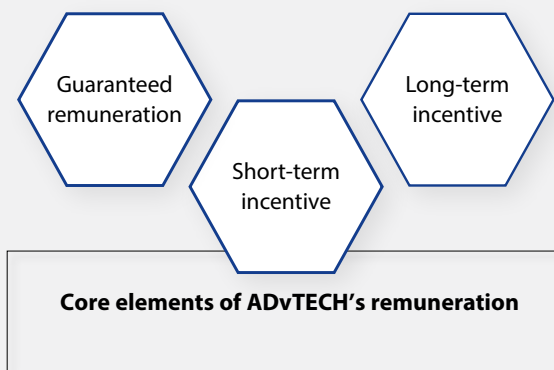 Guaranteed
remuneration
Short-term
incentive
Long-term
incentive
Core elements of ADvTECH's remuneration